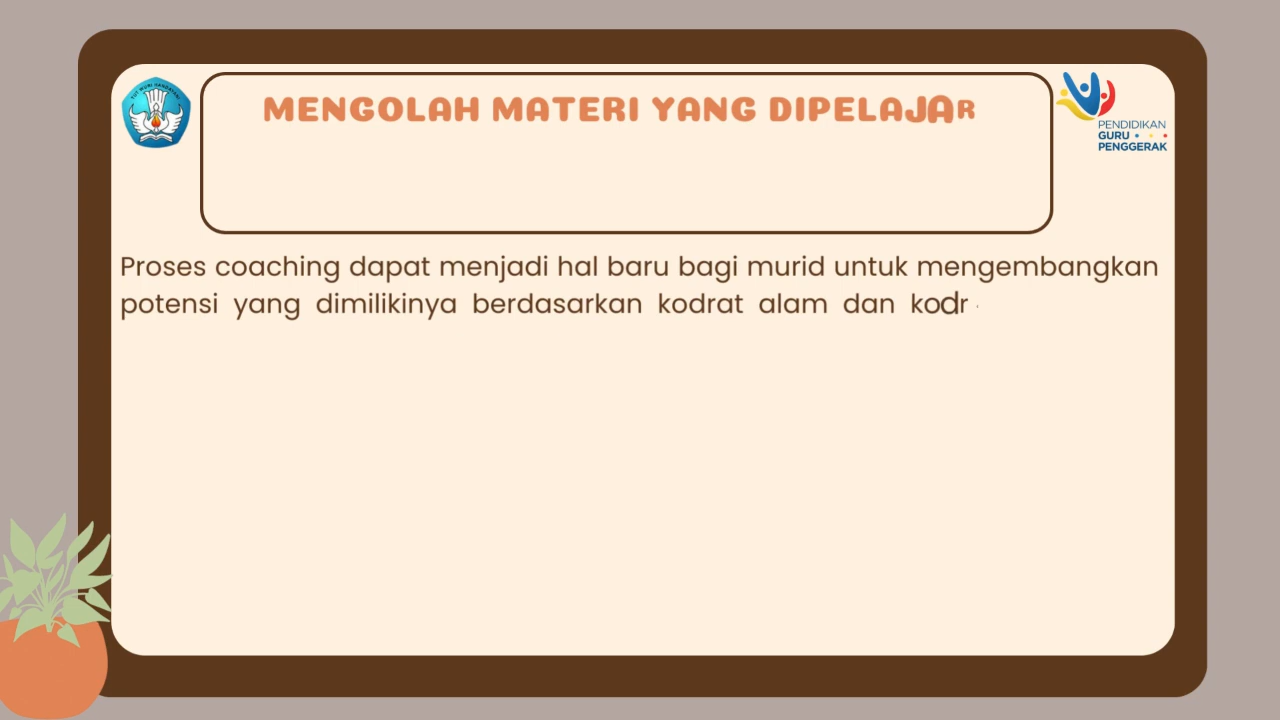 MENGOLAH MATERI YANG DIPELAJAR
PENDIDIKAN
GURU
PENGGERAK
Proses coaching dapat menjadi hal baru bagi murid untuk mengembangkan
potensi yang dimilikinya berdasarkan kodrat alam dan kodr